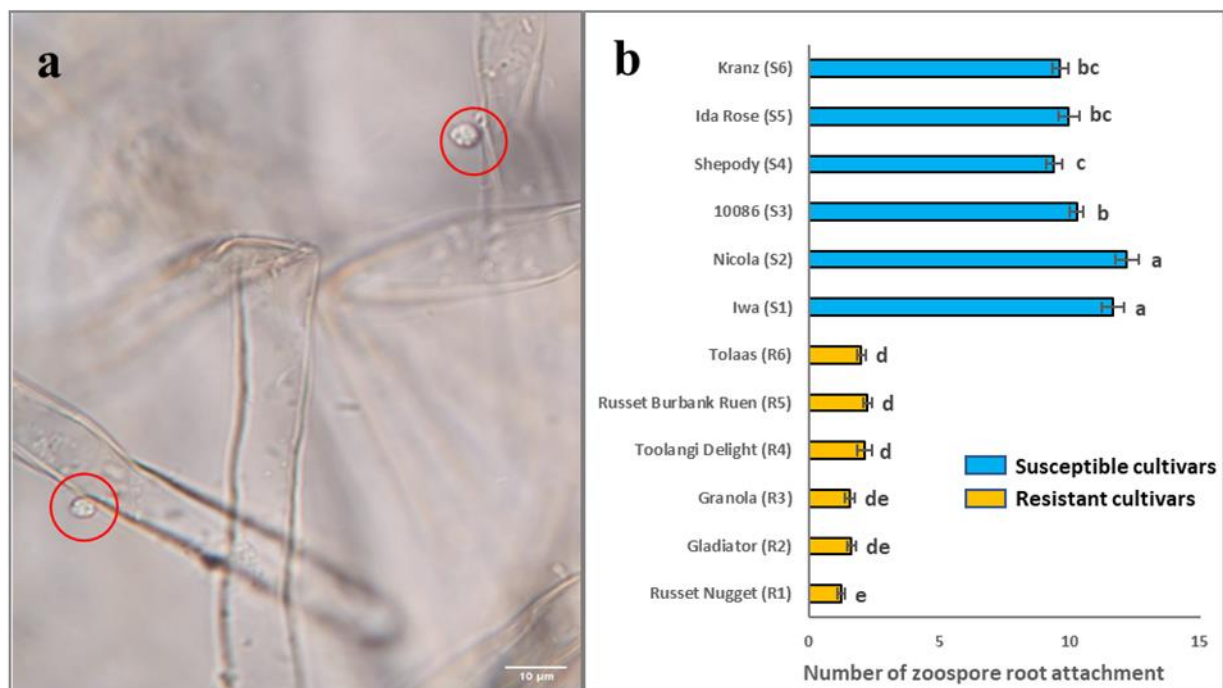 a
10 µm
b
Kranz (S6)
bc
Ida Rose (S5)
bc
Shepody (S4)
c
10086 (S3)
b
Nicola (S2)
a
Iwa (S1)
a
Tolaas (R6)
d
Russet Burbank Ruen (R5)
d
Toolangi Delight (R4)
d
Granola (R3)
de
Gladiator (R2)
de
Russet Nugget (R1)
e
Susceptible cultivars
Resistant cultivars
0 5 10 15
Number of zoospore root attachment